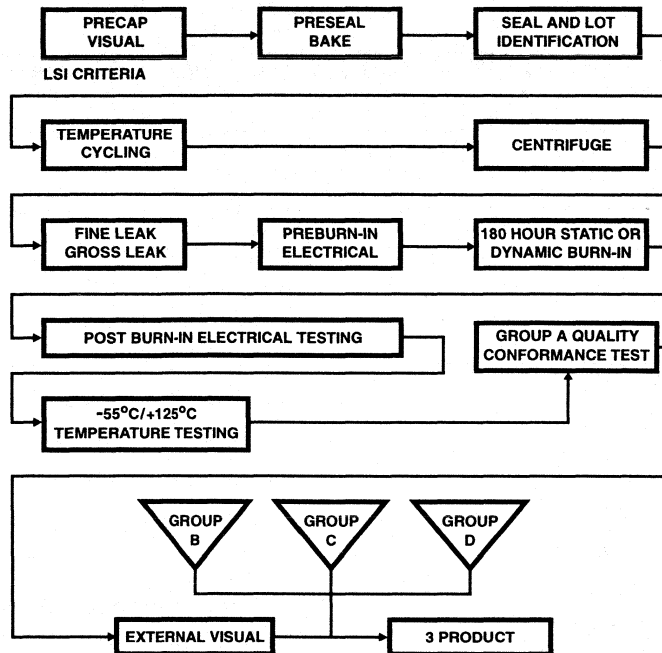 PRECAP
VISUAL
PRESEAL
BAKE
SEAL AND LOT
IDENTIFICATION
LSI CRITERIA
TEMPERATURE
CYCLING
CENTRIFUGE
FINE LEAK
GROSS LEAK
PREBURN-IN
ELECTRICAL
180 HOUR STATIC OR
DYNAMIC BURN-IN
POST BURN-IN ELECTRICAL TESTING
GROUP A QUALITY
CONFORMANCE TEST
-55°C/+125°C
TEMPERATURE TESTING
GROUP
B
GROUP
C
GROUP
D
EXTERNAL VISUAL
3 PRODUCT